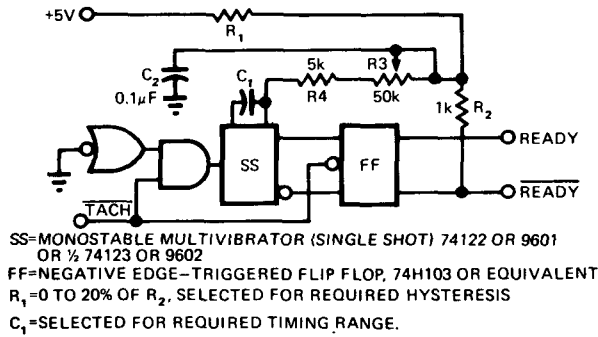 +5V
R1
5k
R3
C2
0.1µF
C1
R4
50k
1k
R2
SS
FF
READY
READY
TACH
SS=MONOSTABLE MULTIVIBRATOR (SINGLE SHOT) 74122 OR 9601
OR ½ 74123 OR 9602
FF=NEGATIVE EDGE-TRIGGERED FLIP FLOP, 74H103 OR EQUIVALENT
R1=0 TO 20% OF R2, SELECTED FOR REQUIRED HYSTERESIS
C1=SELECTED FOR REQUIRED TIMING RANGE.